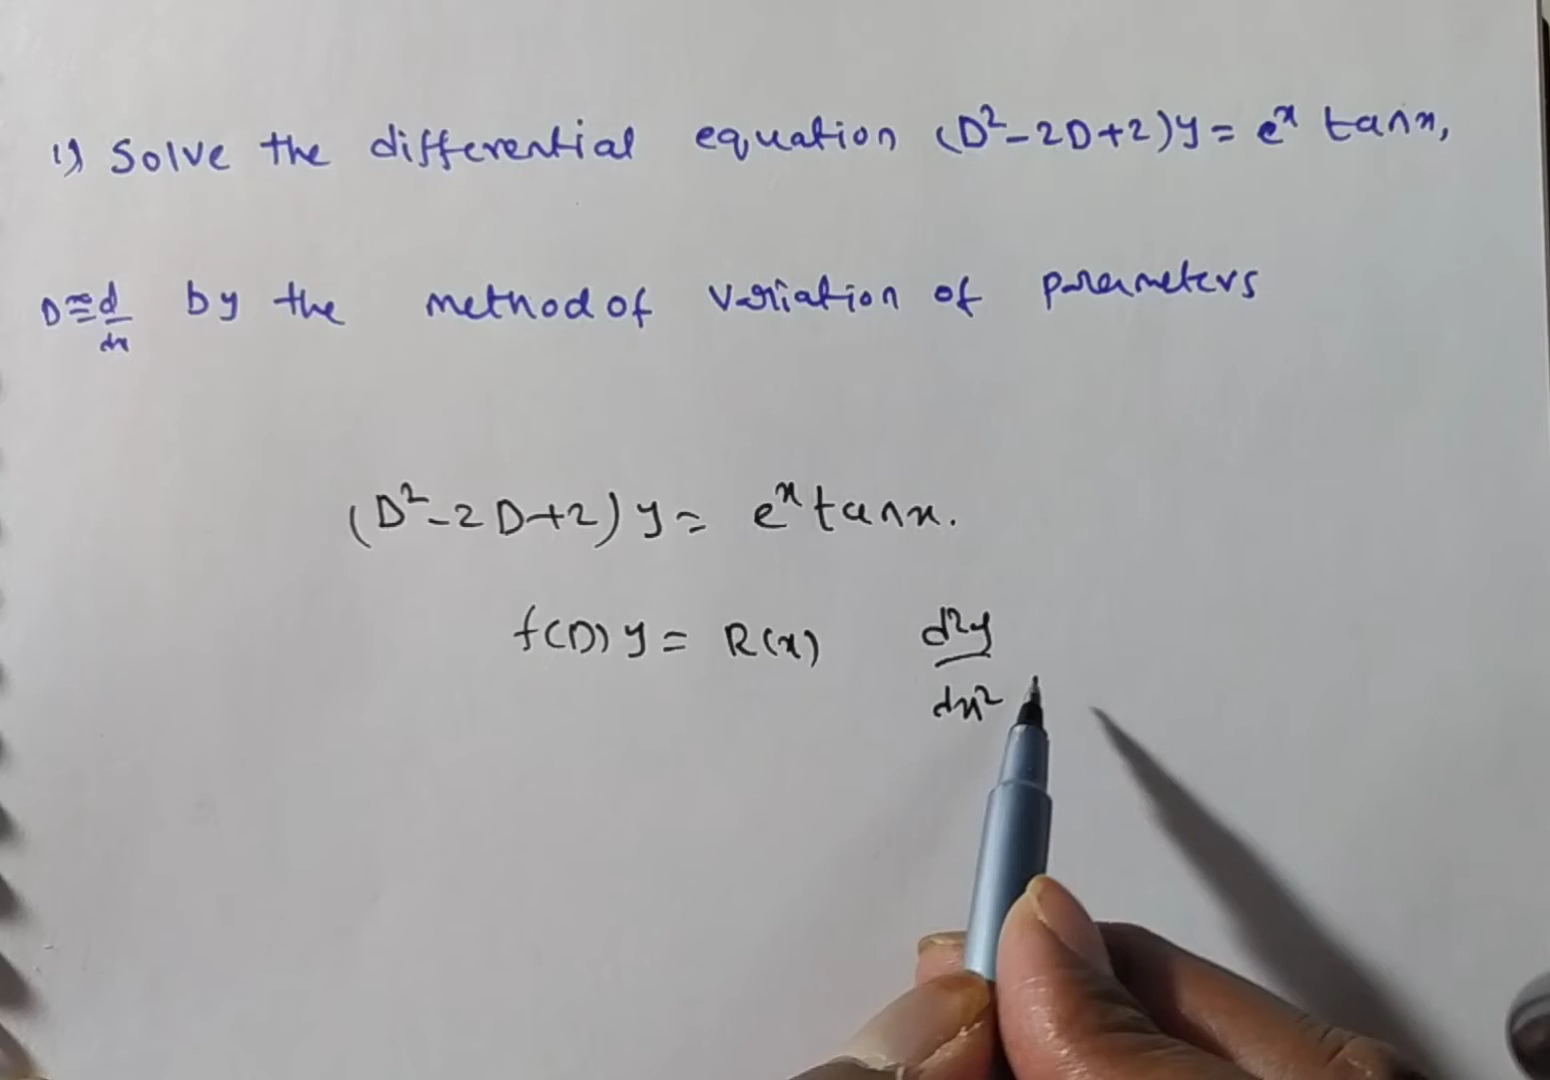 1) Solve the differential equation (D²-2D+2)y = eˣ tanx,
D≡d/dx by the method of variation of parameters
(D²-2D+2)y = eˣ tanx.
f(D)y = R(x) d²y/dx²